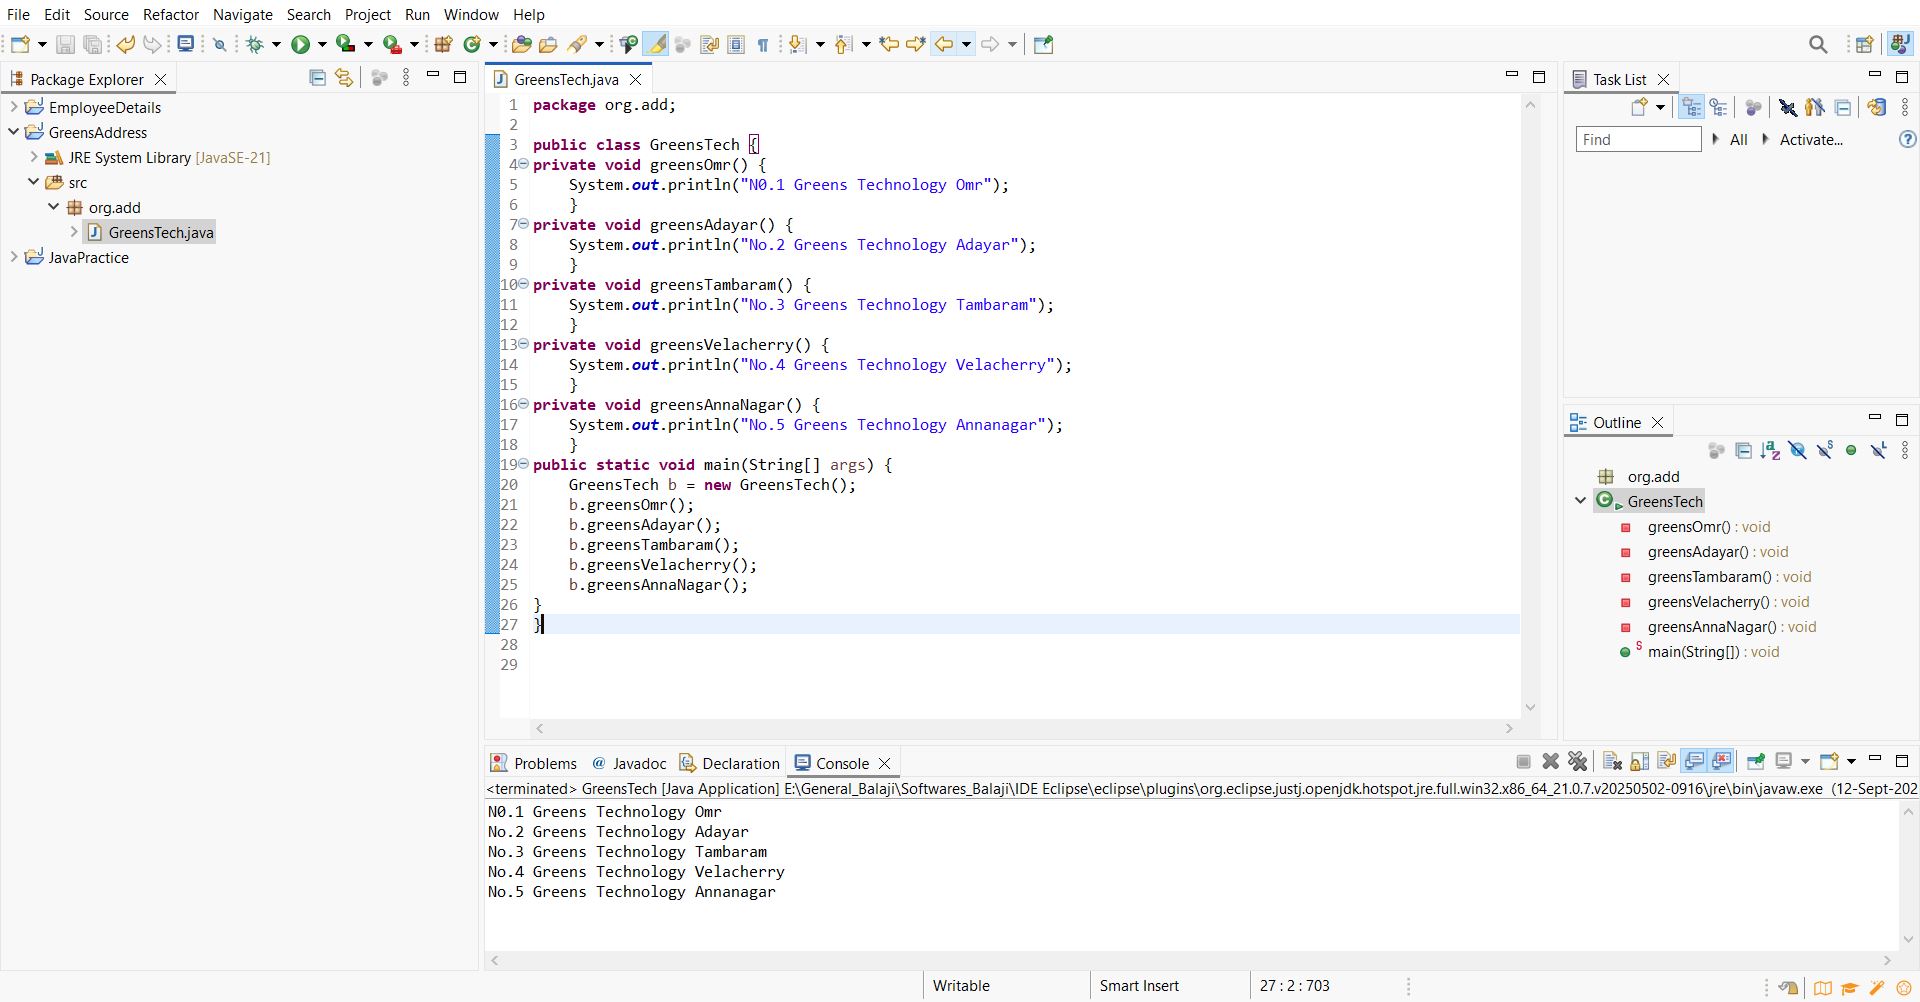 File Edit Source Refactor Navigate Search Project Run Window Help
Package Explorer
EmployeeDetails
GreensAddress
JRE System Library [JavaSE-21]
src
org.add
GreensTech.java
JavaPractice
GreensTech.java
1 package org.add;
2
3 public class GreensTech {
4 private void greensOmr() {
5 System.out.println("N0.1 Greens Technology Omr");
6 }
7 private void greensAdayar() {
8 System.out.println("No.2 Greens Technology Adayar");
9 }
10 private void greensTambaram() {
11 System.out.println("No.3 Greens Technology Tambaram");
12 }
13 private void greensVelacherry() {
14 System.out.println("No.4 Greens Technology Velacherry");
15 }
16 private void greensAnnaNagar() {
17 System.out.println("No.5 Greens Technology Annanagar");
18 }
19 public static void main(String[] args) {
20 GreensTech b = new GreensTech();
21 b.greensOmr();
22 b.greensAdayar();
23 b.greensTambaram();
24 b.greensVelacherry();
25 b.greensAnnaNagar();
26 }
27 }
28
29
Task List
Find All Activate...
Outline
org.add
GreensTech
greensOmr() : void
greensAdayar() : void
greensTambaram() : void
greensVelacherry() : void
greensAnnaNagar() : void
main(String[]) : void
Problems @ Javadoc Declaration Console
<terminated> GreensTech [Java Application] E:\General_Balaji\Softwares_Balaji\IDE Eclipse\eclipse\plugins\org.eclipse.justj.openjdk.hotspot.jre.full.win32.x86_64_21.0.7.v20250502-0916\jre\bin\javaw.exe (12-Sept-202
N0.1 Greens Technology Omr
No.2 Greens Technology Adayar
No.3 Greens Technology Tambaram
No.4 Greens Technology Velacherry
No.5 Greens Technology Annanagar
Writable Smart Insert 27 : 2 : 703